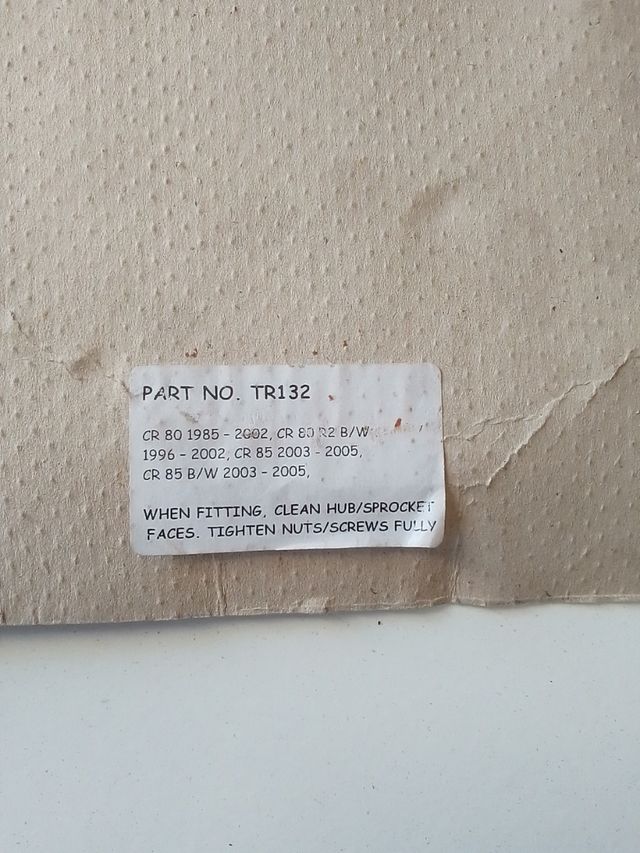 PART NO. TR132
CR 80 1985 - 2002, CR 80 R2 B/W
1996 - 2002, CR 85 2003 - 2005,
CR 85 B/W 2003 - 2005,
WHEN FITTING, CLEAN HUB/SPROCKET
FACES. TIGHTEN NUTS/SCREWS FULLY